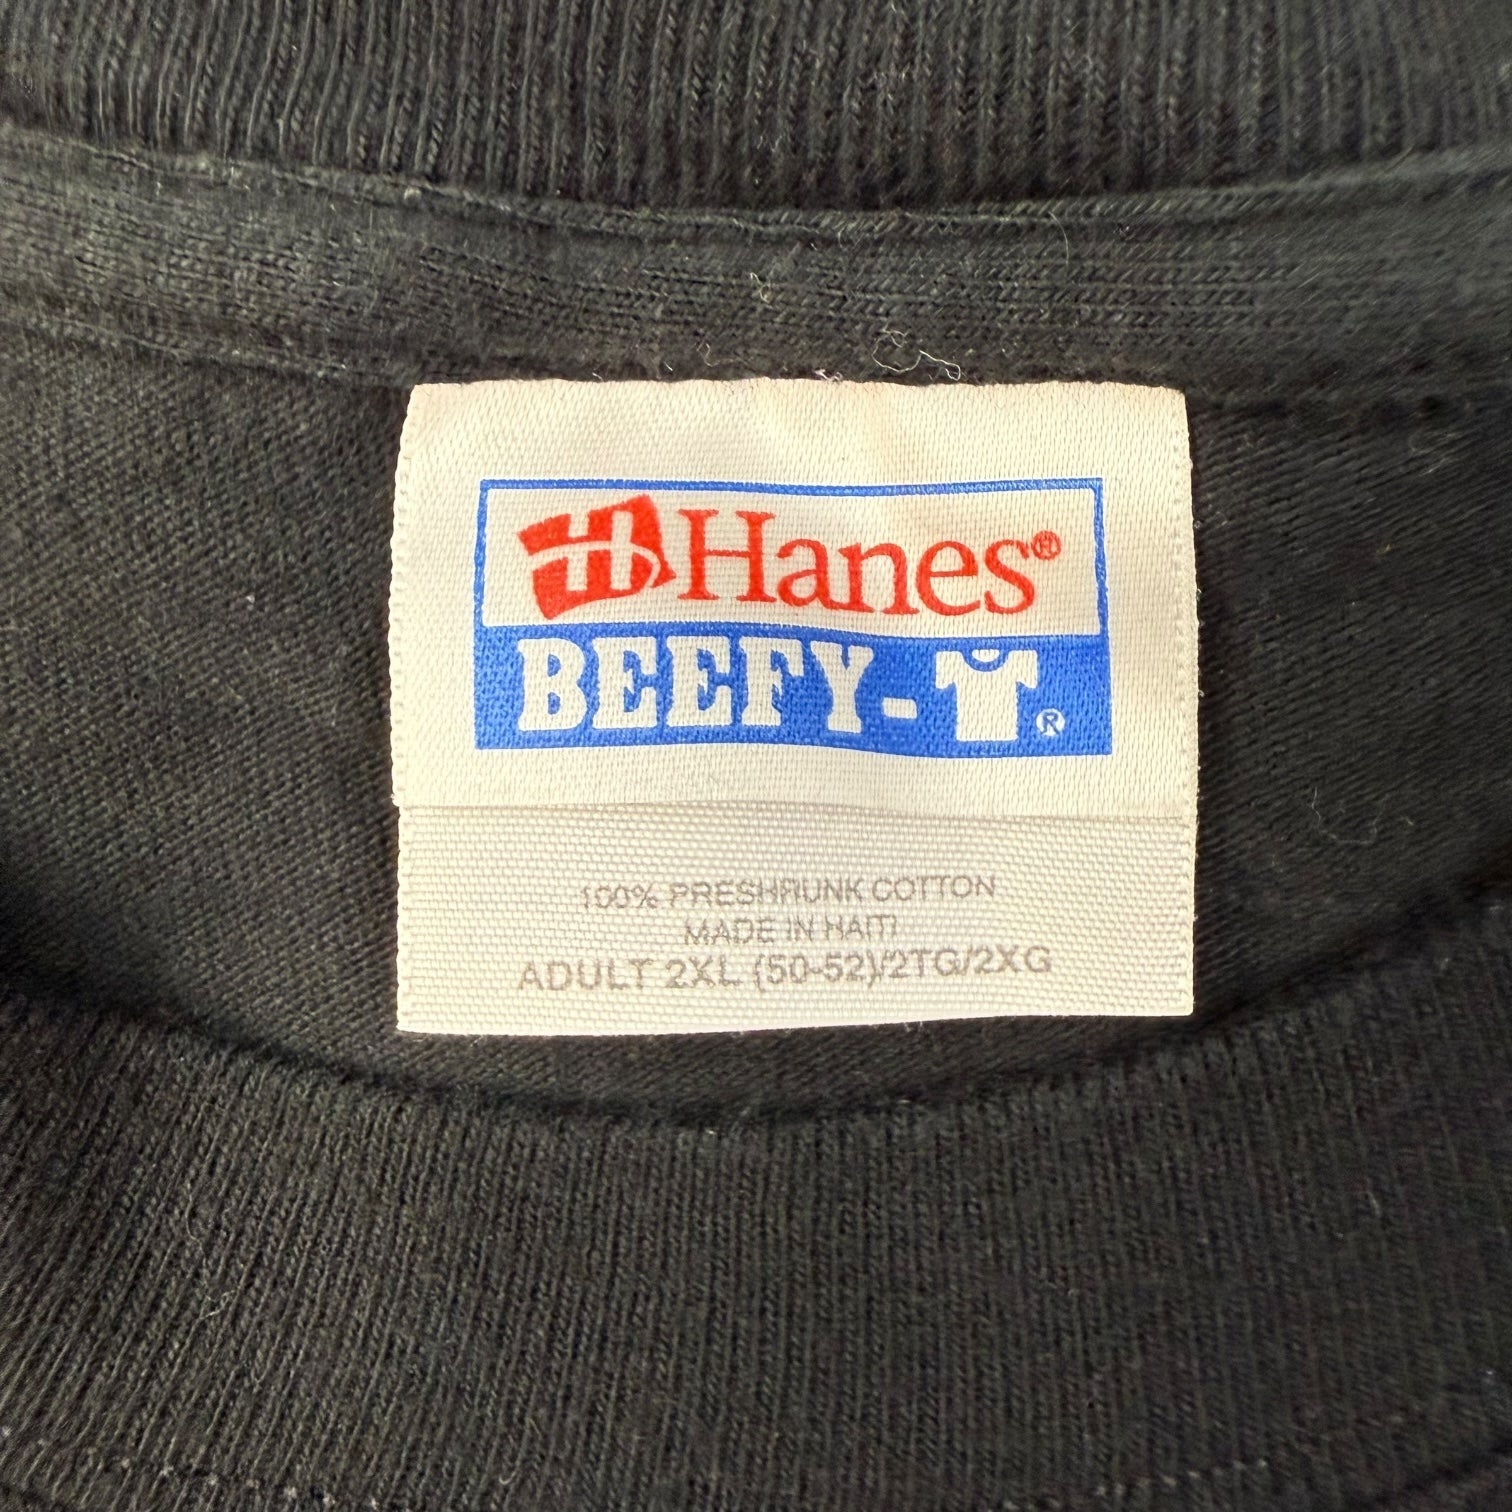 H Hanes®
BEEFY-T®
100% PRESHRUNK COTTON
MADE IN HAITI
ADULT 2XL (50-52)/2TG/2XG